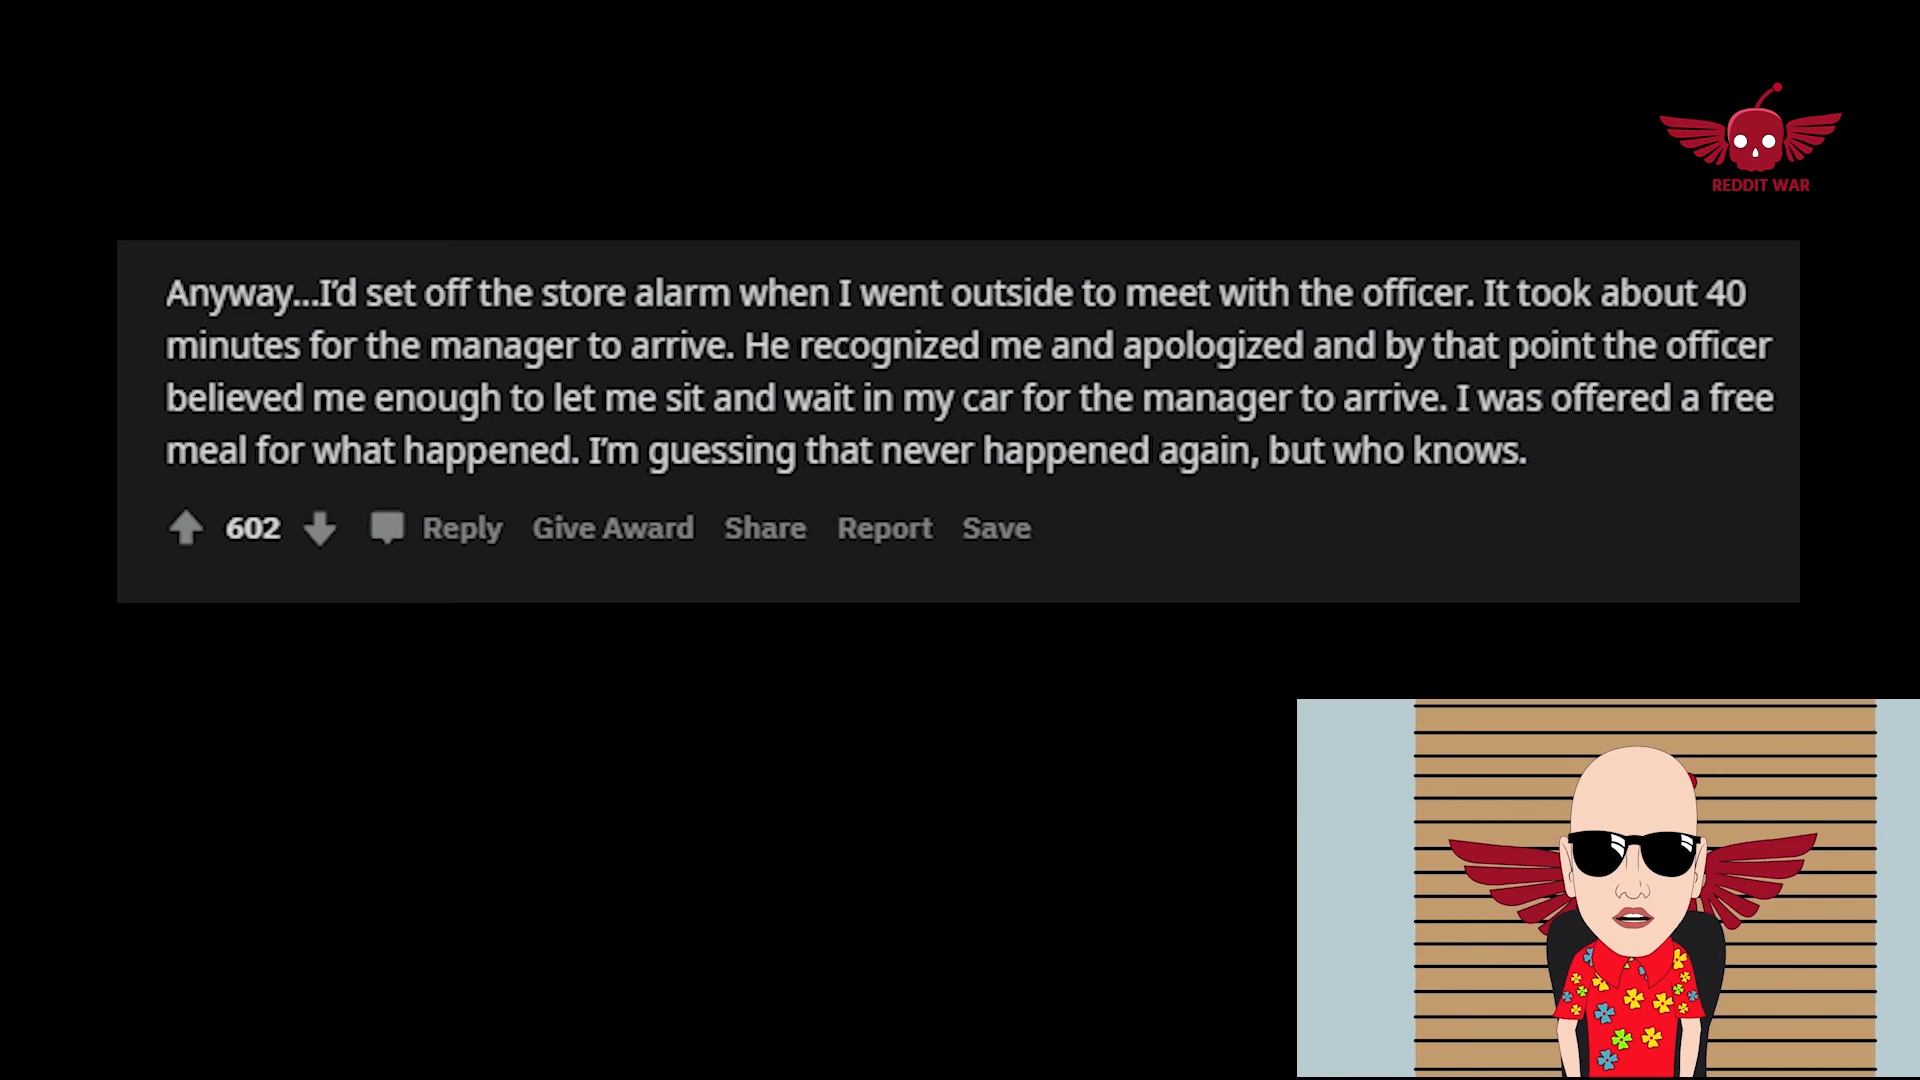 REDDIT WAR
Anyway...I'd set off the store alarm when I went outside to meet with the officer. It took about 40
minutes for the manager to arrive. He recognized me and apologized and by that point the officer
believed me enough to let me sit and wait in my car for the manager to arrive. I was offered a free
meal for what happened. I'm guessing that never happened again, but who knows.
602 Reply Give Award Share Report Save